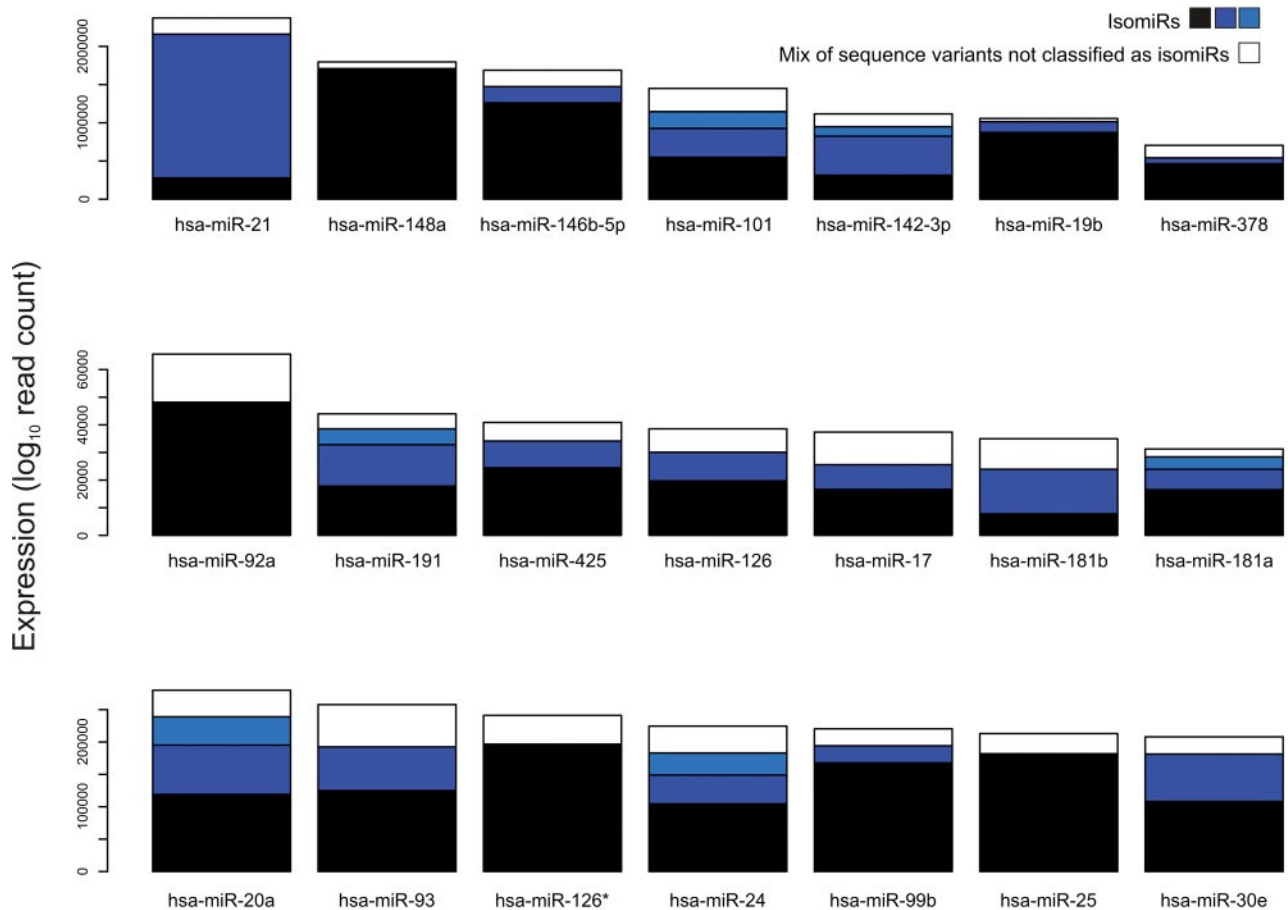 IsomiRs
Mix of sequence variants not classified as isomiRs
Expression (log₁₀ read count)
2000000
1000000
0
hsa-miR-21 hsa-miR-148a hsa-miR-146b-5p hsa-miR-101 hsa-miR-142-3p hsa-miR-19b hsa-miR-378
60000
40000
20000
0
hsa-miR-92a hsa-miR-191 hsa-miR-425 hsa-miR-126 hsa-miR-17 hsa-miR-181b hsa-miR-181a
200000
100000
0
hsa-miR-20a hsa-miR-93 hsa-miR-126* hsa-miR-24 hsa-miR-99b hsa-miR-25 hsa-miR-30e